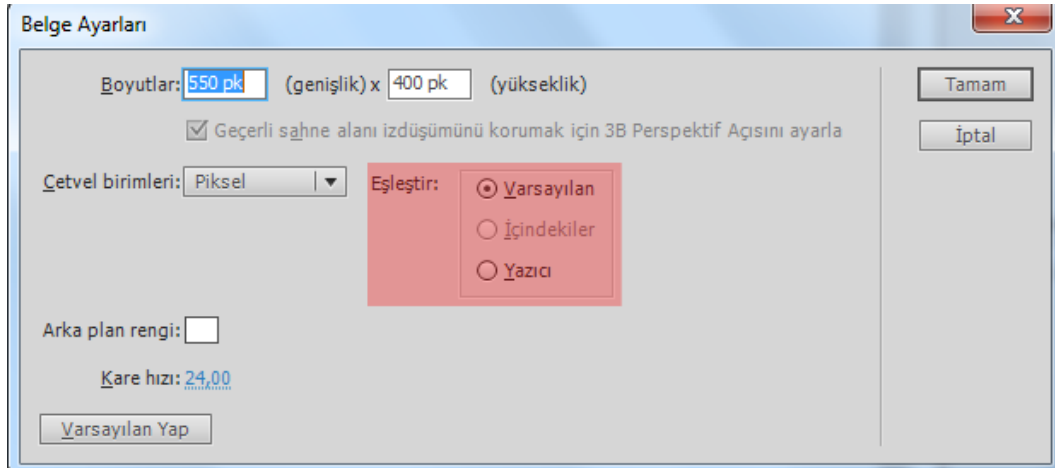 Belge Ayarları
x
Boyutlar: 550 pk (genişlik) x 400 pk (yükseklik)
Tamam
Geçerli sahne alanı izdüşümünü korumak için 3B Perspektif Açısını ayarla
İptal
Cetvel birimleri: Piksel
Eşleştir: Varsayılan
İçindekiler
Yazıcı
Arka plan rengi:
Kare hızı: 24,00
Varsayılan Yap